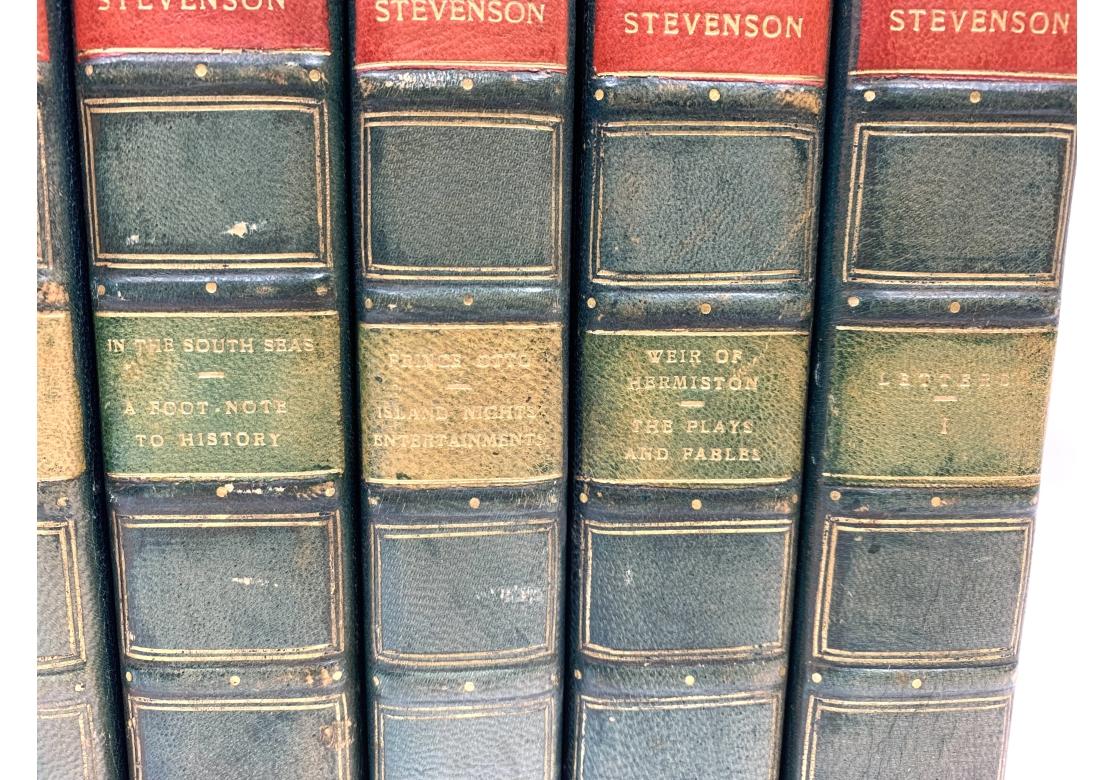 STEVENSON
IN THE SOUTH SEAS
A FOOT-NOTE
TO HISTORY
STEVENSON
PRINCE OTTO
ISLAND NIGHTS'
ENTERTAINMENTS
STEVENSON
WEIR OF
HERMISTON
THE PLAYS
AND FABLES
STEVENSON
LETTERS
I